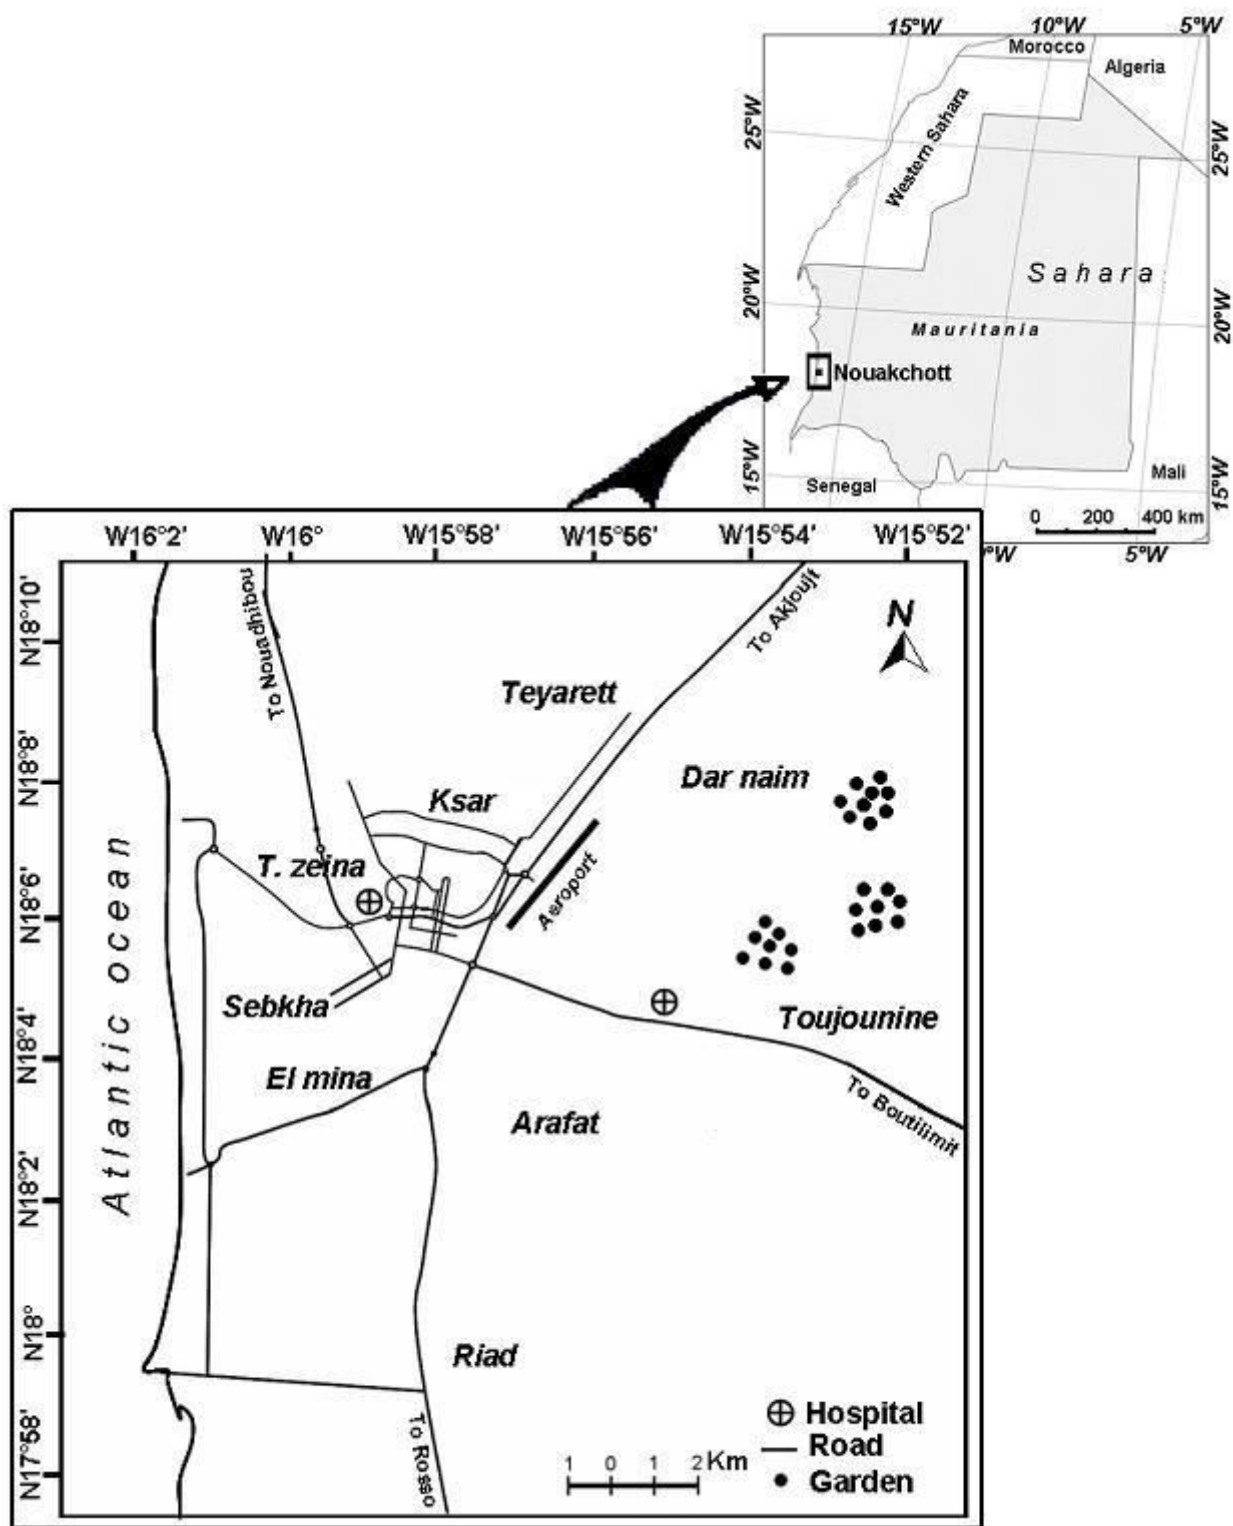 15°W 10°W 5°W
Morocco
Algeria
Western Sahara
25°W
25°W
Sahara
20°W
20°W
Mauritania
Nouakchott
15°W
15°W
Senegal
Mali
0 200 400 km
°W 5°W
W16°2' W16° W15°58' W15°56' W15°54' W15°52'
N18°10'
N18°8'
N18°6'
N18°4'
N18°2'
N18°
N17°58'
To Nouadhibou
To Akjoujt
N
Teyarett
Dar naim
Ksar
T. zeina
Aeroport
Atlantic ocean
Sebkha
Toujounine
El mina
To Boutilimit
Arafat
Riad
To Rosso
Hospital
Road
Garden
1 0 1 2 Km